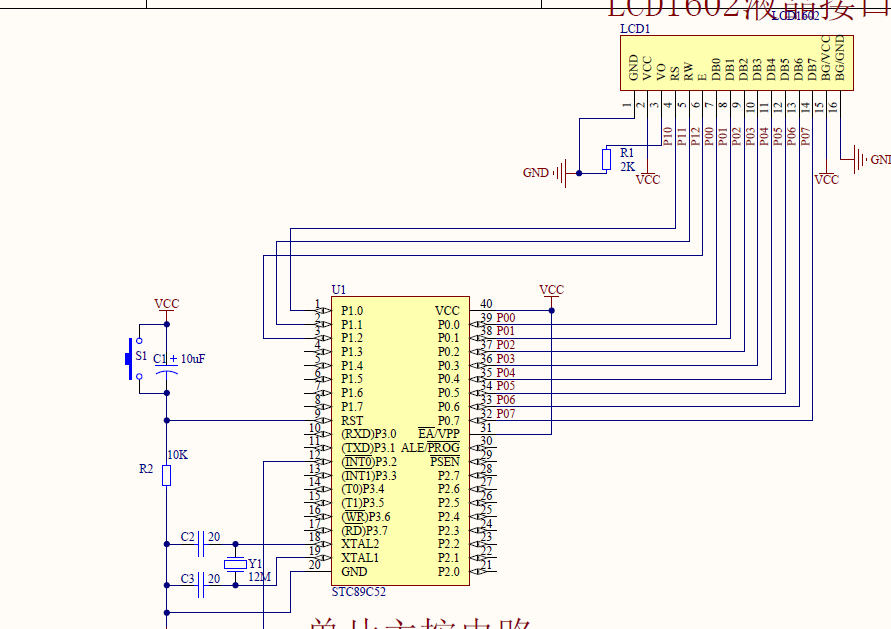 LCD1602液晶接口
LCD1602
LCD1
GND VCC VO RS RW E DB0 DB1 DB2 DB3 DB4 DB5 DB6 DB7 BG/VCC BG/GND
1 2 3 4 5 6 7 8 9 10 11 12 13 14 15 16
P10 P11 P12 P00 P01 P02 P03 P04 P05 P06 P07
R1
2K
GND
GND
VCC
VCC
U1
VCC
VCC
1 P1.0 VCC 40
2 P1.1 P0.0 39 P00
3 P1.2 P0.1 38 P01
4 P1.3 P0.2 37 P02
5 P1.4 P0.3 36 P03
6 P1.5 P0.4 35 P04
7 P1.6 P0.5 34 P05
8 P1.7 P0.6 33 P06
9 RST P0.7 32 P07
10 (RXD)P3.0 EA/VPP 31
11 (TXD)P3.1 ALE/PROG 30
12 (INT0)P3.2 PSEN 29
13 (INT1)P3.3 P2.7 28
14 (T0)P3.4 P2.6 27
15 (T1)P3.5 P2.5 26
16 (WR)P3.6 P2.4 25
17 (RD)P3.7 P2.3 24
18 XTAL2 P2.2 23
19 XTAL1 P2.1 22
20 GND P2.0 21
STC89C52
S1
C1 + 10uF
10K
R2
C2 20
Y1
12M
C3 20